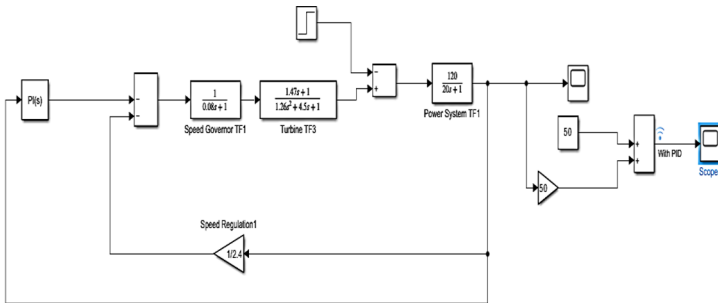 PI(s)
1
0.08s + 1
Speed Governor TF1
1.47s + 1
1.26s² + 4.5s + 1
Turbine TF3
120
20s + 1
Power System TF1
50
50
With PID
Scope
Speed Regulation1
1/2.4